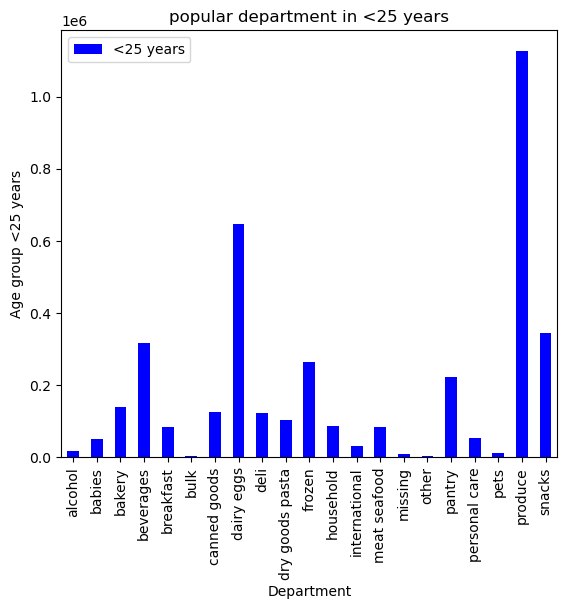 popular department in <25 years
1e6
<25 years
1.0
0.8
0.6
0.4
0.2
0.0
Age group <25 years
alcohol
babies
bakery
beverages
breakfast
bulk
canned goods
dairy eggs
deli
dry goods pasta
frozen
household
international
meat seafood
missing
other
pantry
personal care
pets
produce
snacks
Department